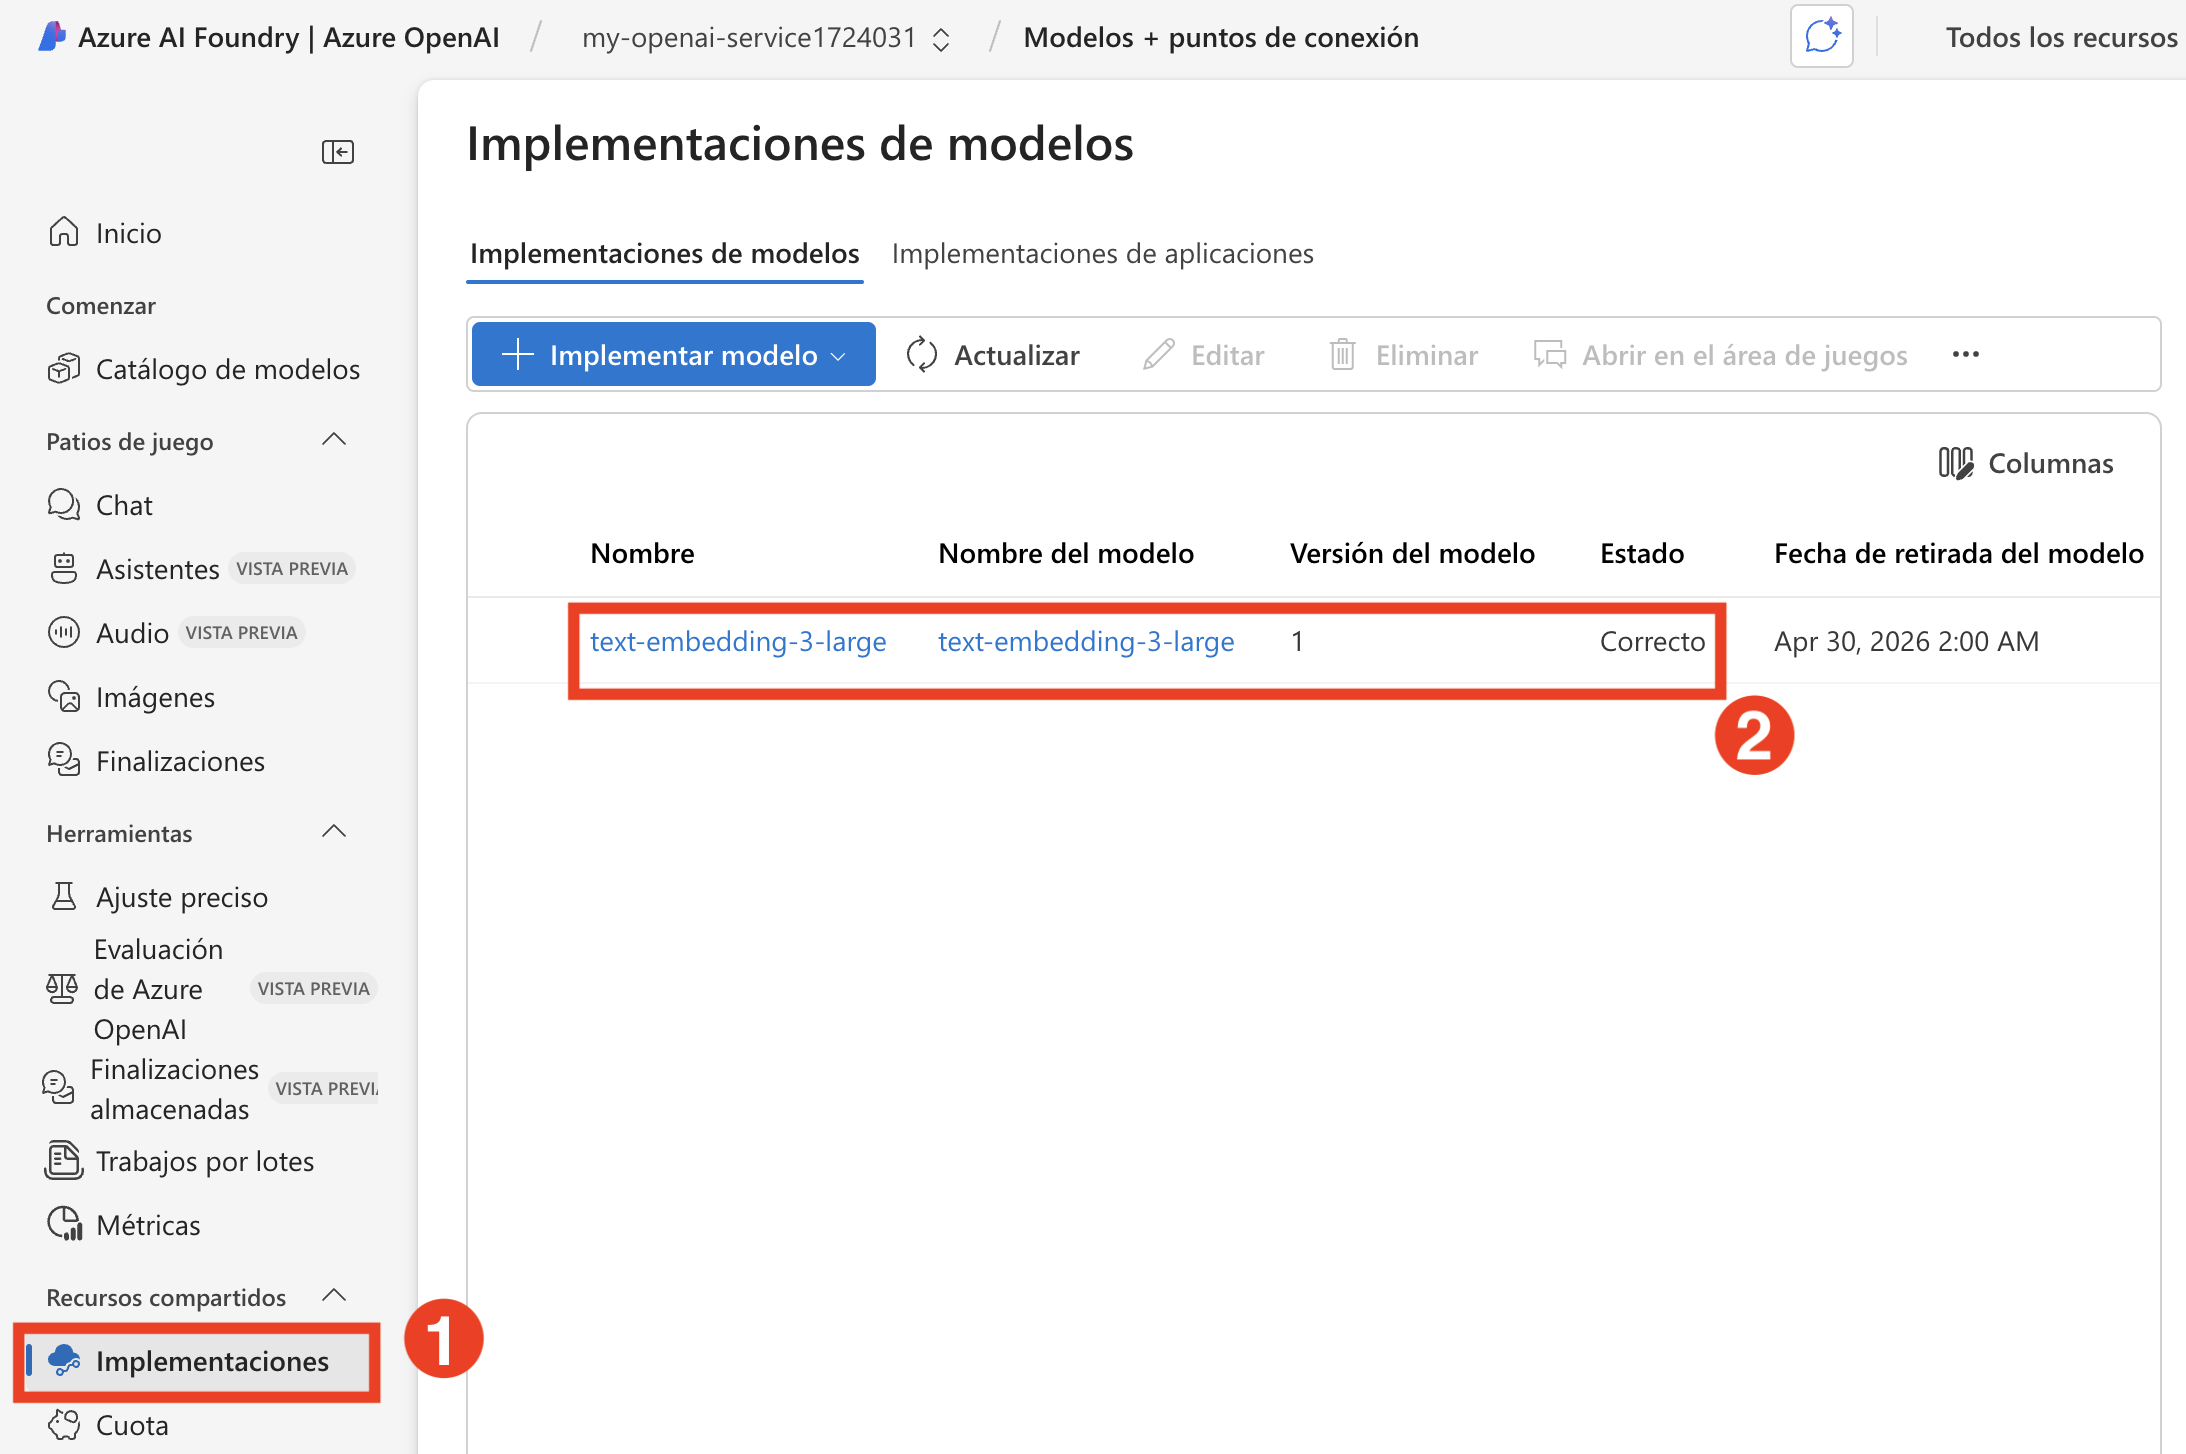 Azure AI Foundry | Azure OpenAI / my-openai-service1724031 / Modelos + puntos de conexión
Todos los recursos
Inicio
Comenzar
Catálogo de modelos
Patios de juego
Chat
Asistentes VISTA PREVIA
Audio VISTA PREVIA
Imágenes
Finalizaciones
Herramientas
Ajuste preciso
Evaluación
de Azure VISTA PREVIA
OpenAI
Finalizaciones
almacenadas VISTA PREVIA
Trabajos por lotes
Métricas
Recursos compartidos
Implementaciones
1
Cuota
Implementaciones de modelos
Implementaciones de modelos Implementaciones de aplicaciones
Implementar modelo Actualizar Editar Eliminar Abrir en el área de juegos ...
Columnas
Nombre Nombre del modelo Versión del modelo Estado Fecha de retirada del modelo
text-embedding-3-large text-embedding-3-large 1 Correcto Apr 30, 2026 2:00 AM
2